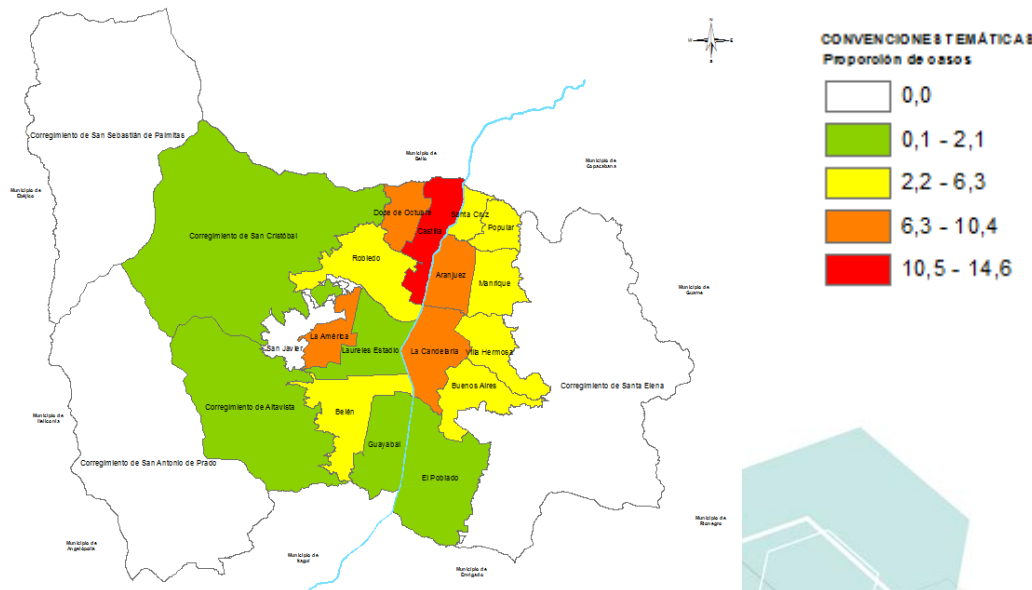 N
W
E
S
CONVENCIONES TEMÁTICAS
Proporción de casos
0,0
0,1 - 2,1
2,2 - 6,3
6,3 - 10,4
10,5 - 14,6
Corregimiento de San Sebastián de Palmitas
Municipio de
Bello
Municipio de
Copacabana
Municipio de
Ebéjico
Doce de Octubre
Santa Cruz
Castilla
Popular
Corregimiento de San Cristóbal
Robledo
Aranjuez
Manrique
Municipio de
Guarne
La América
San Javier
Laureles Estadio
La Candelaria
Villa Hermosa
Buenos Aires
Corregimiento de Santa Elena
Corregimiento de Altavista
Belén
Municipio de
Heliconia
Guayabal
Corregimiento de San Antonio de Prado
El Poblado
Municipio de
Rionegro
Municipio de
Angelópolis
Municipio de
Itagüí
Municipio de
Envigado